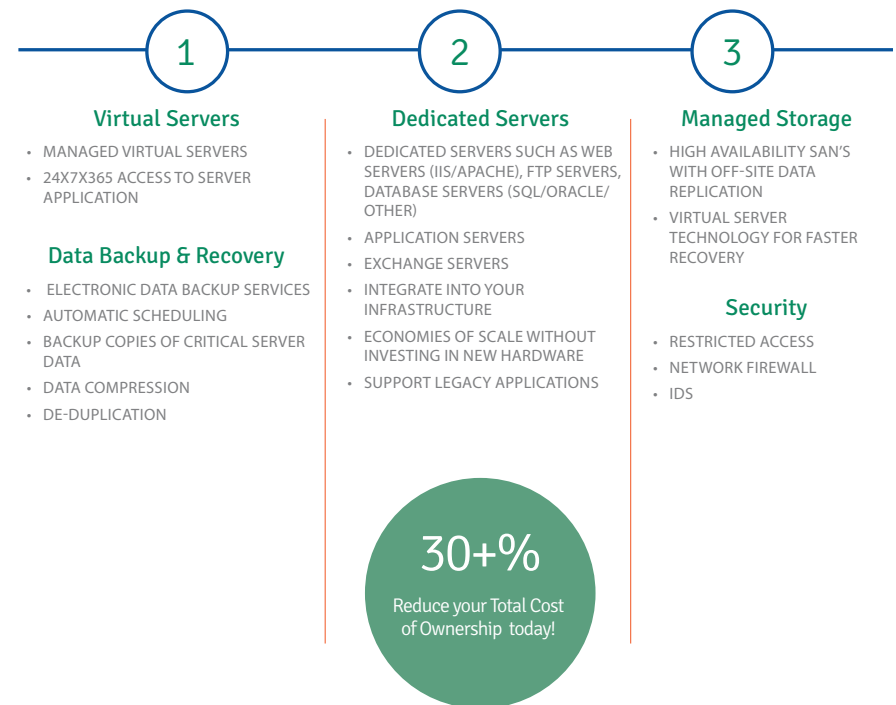 1
Virtual Servers
• MANAGED VIRTUAL SERVERS
• 24X7X365 ACCESS TO SERVER
APPLICATION
Data Backup & Recovery
• ELECTRONIC DATA BACKUP SERVICES
• AUTOMATIC SCHEDULING
• BACKUP COPIES OF CRITICAL SERVER
DATA
• DATA COMPRESSION
• DE-DUPLICATION
2
Dedicated Servers
• DEDICATED SERVERS SUCH AS WEB
SERVERS (IIS/APACHE), FTP SERVERS,
DATABASE SERVERS (SQL/ORACLE/
OTHER)
• APPLICATION SERVERS
• EXCHANGE SERVERS
• INTEGRATE INTO YOUR
INFRASTRUCTURE
• ECONOMIES OF SCALE WITHOUT
INVESTING IN NEW HARDWARE
• SUPPORT LEGACY APPLICATIONS
30+%
Reduce your Total Cost
of Ownership today!
3
Managed Storage
• HIGH AVAILABILITY SAN'S
WITH OFF-SITE DATA
REPLICATION
• VIRTUAL SERVER
TECHNOLOGY FOR FASTER
RECOVERY
Security
• RESTRICTED ACCESS
• NETWORK FIREWALL
• IDS